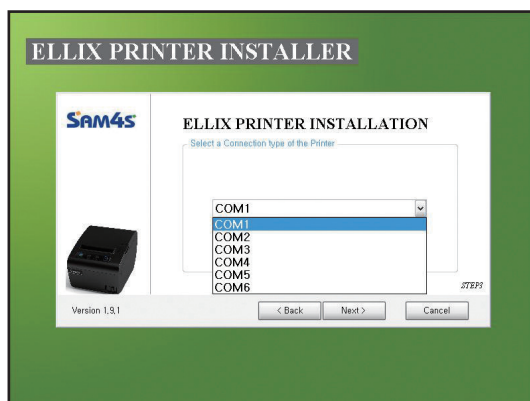 ELLIX PRINTER INSTALLER
SAM4S
ELLIX PRINTER INSTALLATION
Select a Connection type of the Printer
COM1
COM1
COM2
COM3
COM4
COM5
COM6
STEP3
Version 1,9,1
< Back
Next >
Cancel